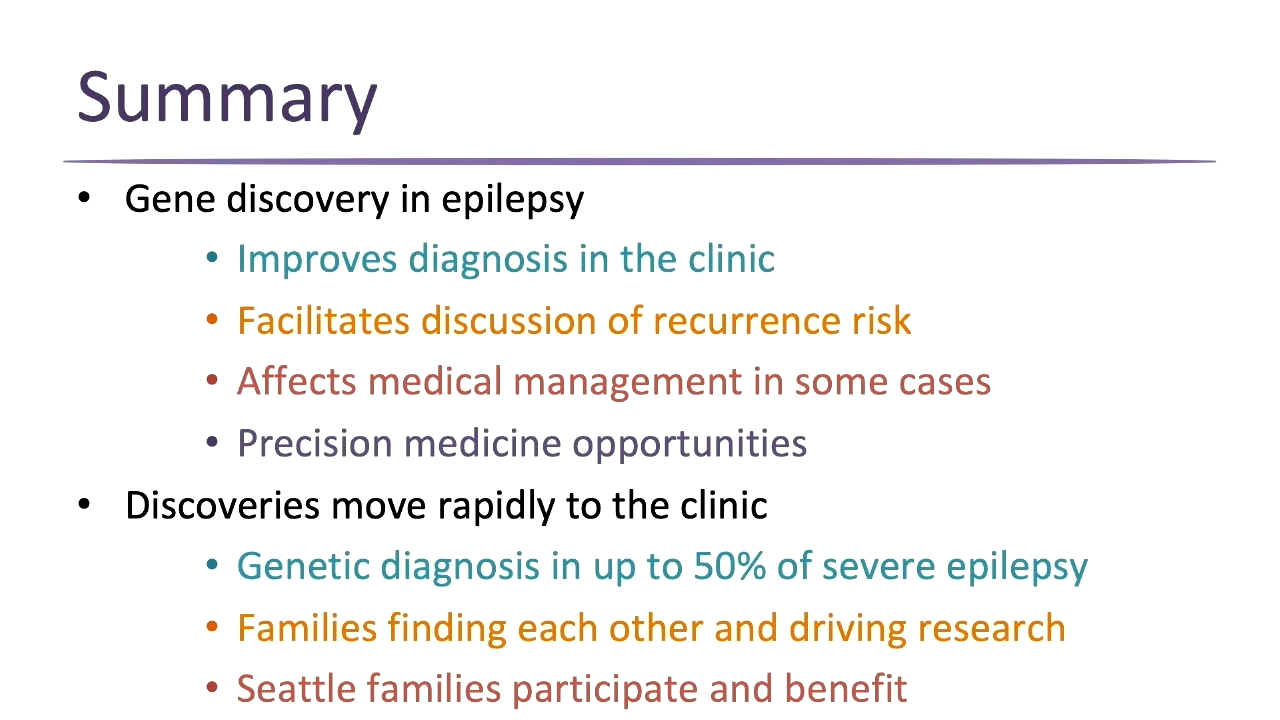 Summary
• Gene discovery in epilepsy
• Improves diagnosis in the clinic
• Facilitates discussion of recurrence risk
• Affects medical management in some cases
• Precision medicine opportunities
• Discoveries move rapidly to the clinic
• Genetic diagnosis in up to 50% of severe epilepsy
• Families finding each other and driving research
• Seattle families participate and benefit